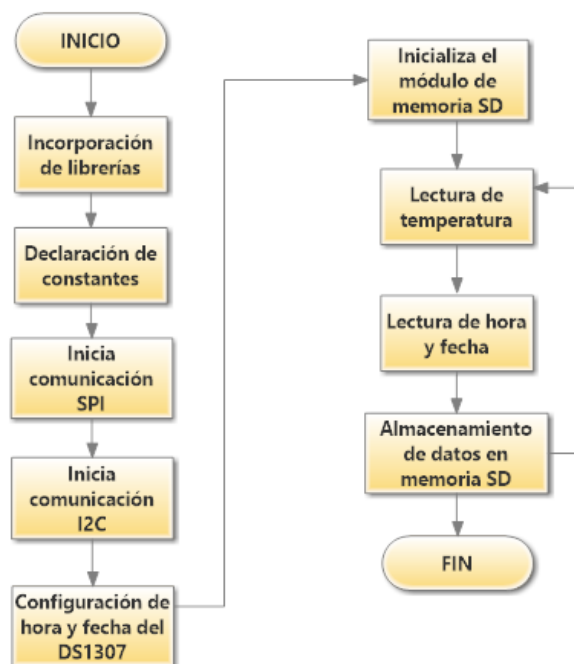 INICIO
Incorporación
de librerías
Declaración de
constantes
Inicia
comunicación
SPI
Inicia
comunicación
I2C
Configuración de
hora y fecha del
DS1307
Inicializa el
módulo de
memoria SD
Lectura de
temperatura
Lectura de hora
y fecha
Almacenamiento
de datos en
memoria SD
FIN